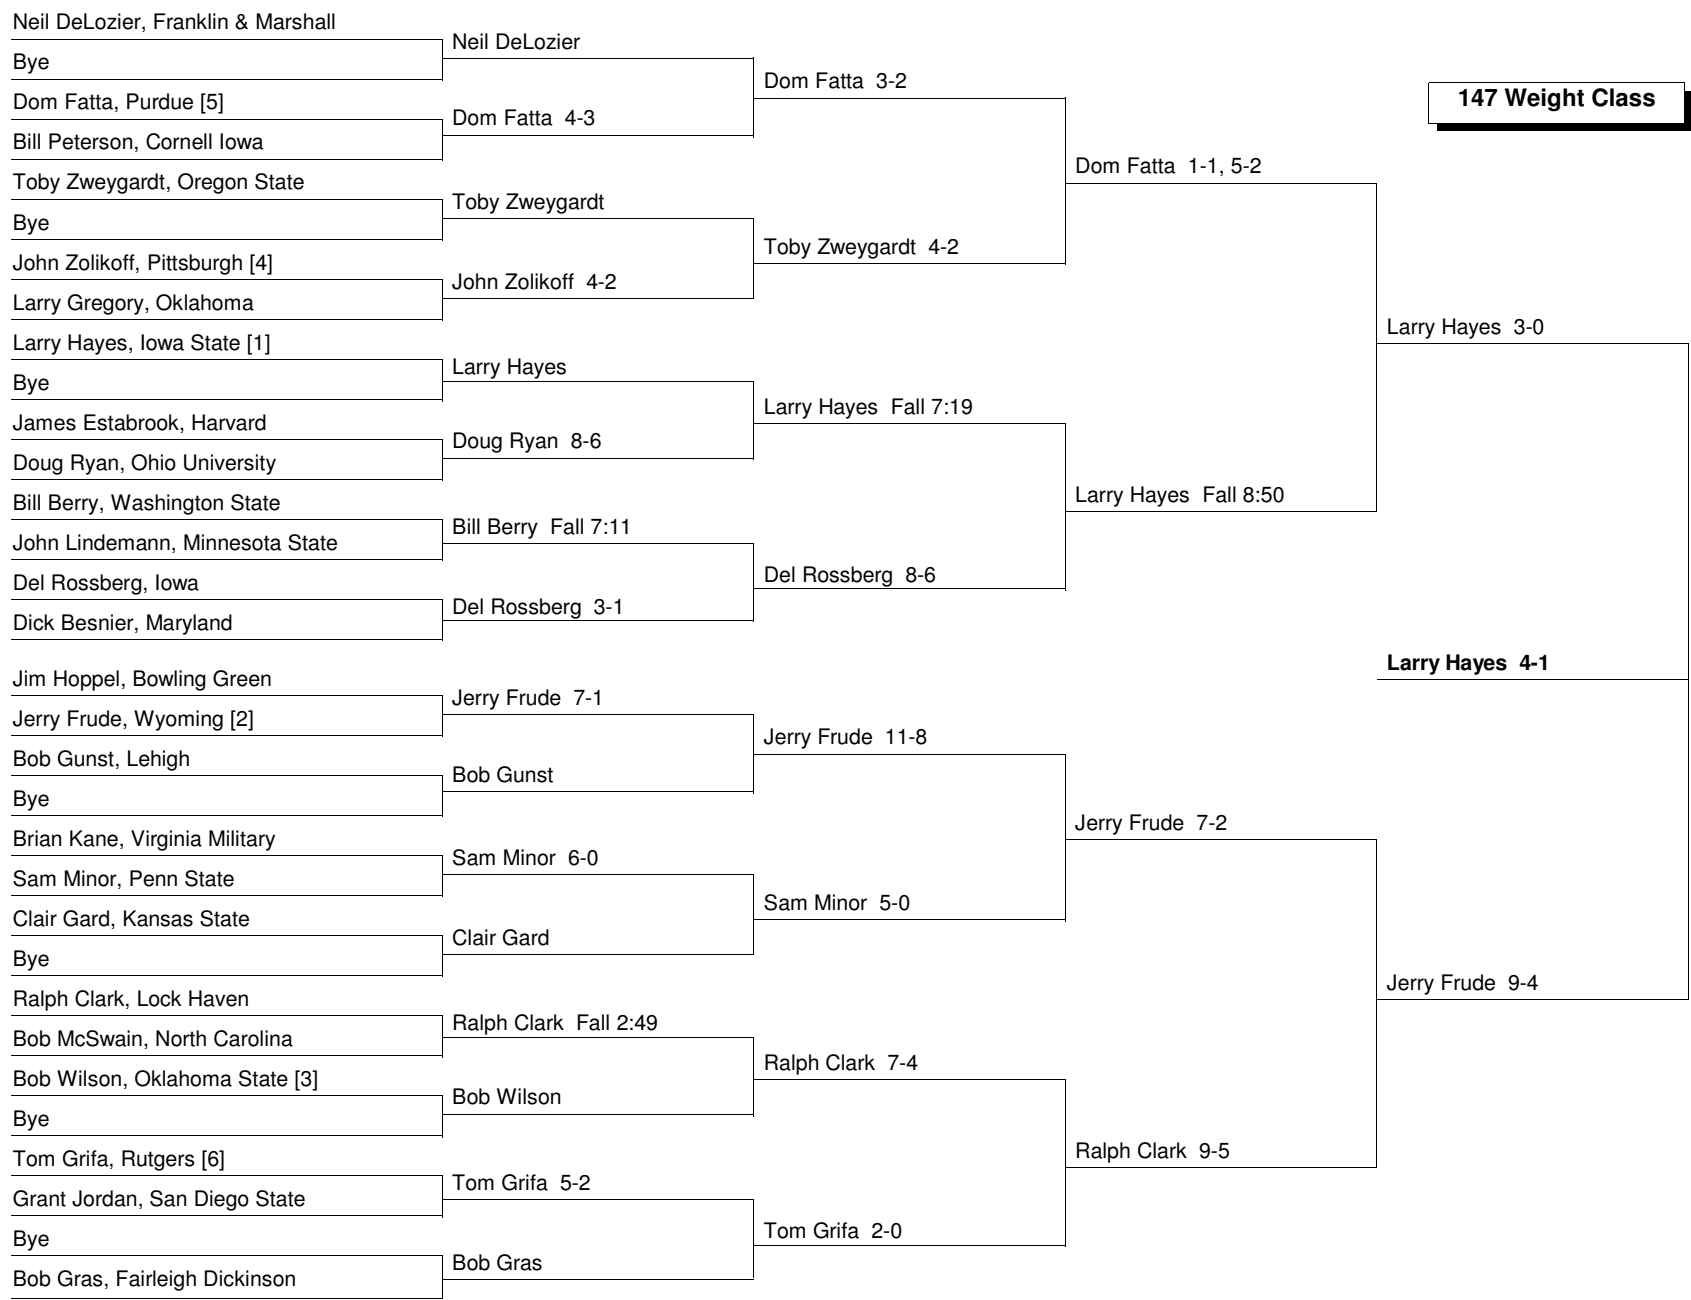 Neil DeLozier, Franklin & Marshall
Bye
Dom Fatta, Purdue [5]
Bill Peterson, Cornell Iowa
Toby Zweygardt, Oregon State
Bye
John Zolikoff, Pittsburgh [4]
Larry Gregory, Oklahoma
Larry Hayes, Iowa State [1]
Bye
James Estabrook, Harvard
Doug Ryan, Ohio University
Bill Berry, Washington State
John Lindemann, Minnesota State
Del Rossberg, Iowa
Dick Besnier, Maryland
Jim Hoppel, Bowling Green
Jerry Frude, Wyoming [2]
Bob Gunst, Lehigh
Bye
Brian Kane, Virginia Military
Sam Minor, Penn State
Clair Gard, Kansas State
Bye
Ralph Clark, Lock Haven
Bob McSwain, North Carolina
Bob Wilson, Oklahoma State [3]
Bye
Tom Grifa, Rutgers [6]
Grant Jordan, San Diego State
Bye
Bob Gras, Fairleigh Dickinson
Neil DeLozier
Dom Fatta 4-3
Toby Zweygardt
John Zolikoff 4-2
Larry Hayes
Doug Ryan 8-6
Bill Berry Fall 7:11
Del Rossberg 3-1
Jerry Frude 7-1
Bob Gunst
Sam Minor 6-0
Clair Gard
Ralph Clark Fall 2:49
Bob Wilson
Tom Grifa 5-2
Bob Gras
Dom Fatta 3-2
Toby Zweygardt 4-2
Larry Hayes Fall 7:19
Del Rossberg 8-6
Jerry Frude 11-8
Sam Minor 5-0
Ralph Clark 7-4
Tom Grifa 2-0
Dom Fatta 1-1, 5-2
Larry Hayes Fall 8:50
Jerry Frude 7-2
Ralph Clark 9-5
147 Weight Class
Larry Hayes 3-0
Larry Hayes 4-1
Jerry Frude 9-4